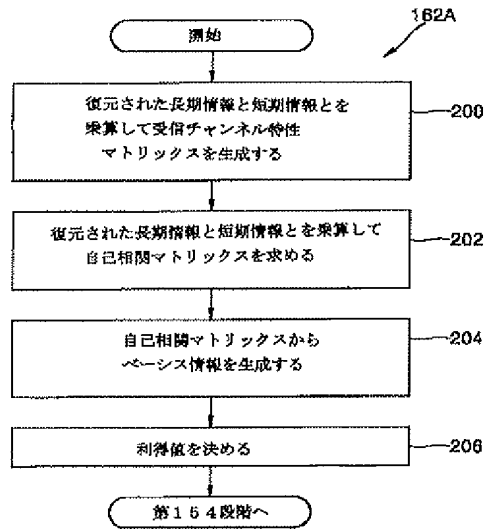 162A
開始
復元された長期情報と短期情報とを
乗算して受信チャンネル特性
マトリックスを生成する
200
復元された長期情報と短期情報とを乗算して
自己相関マトリックスを求める
202
自己相関マトリックスから
ベーシス情報を生成する
204
利得値を決める
206
第164段階へ